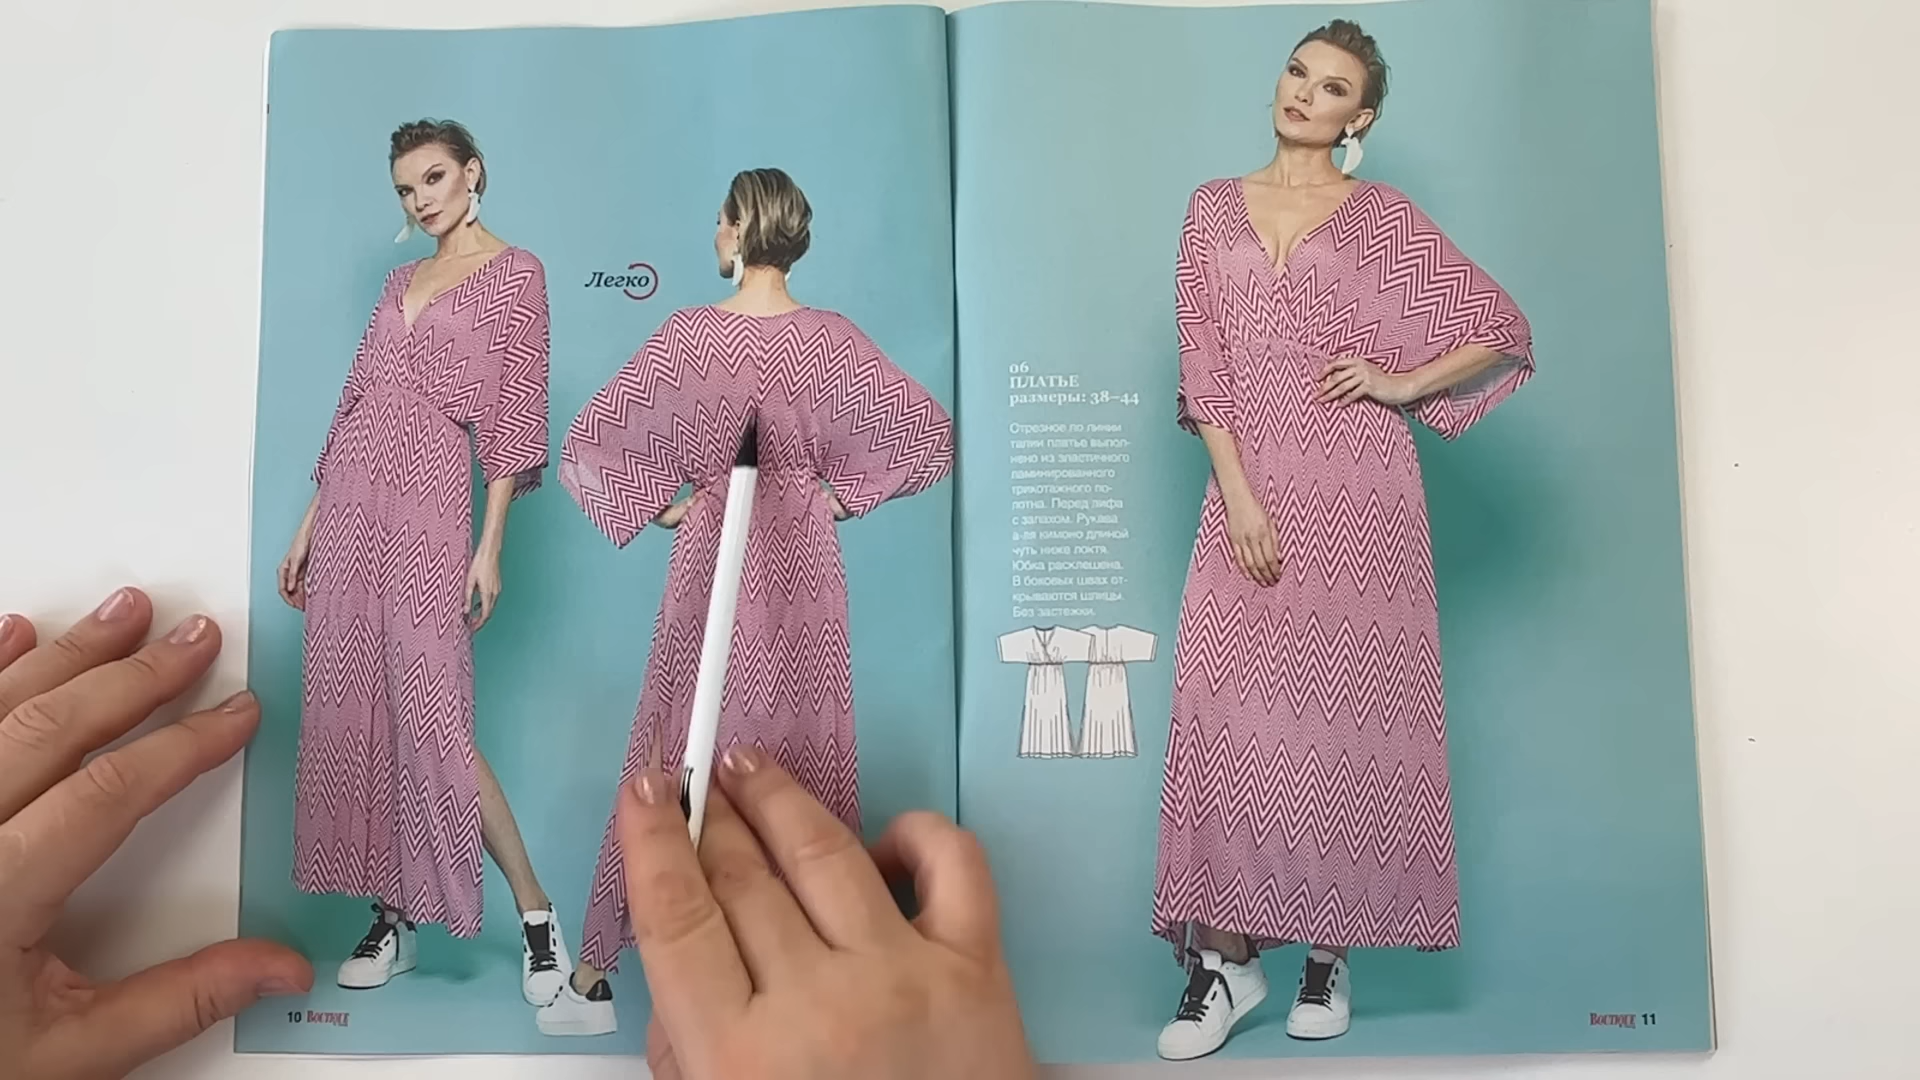 Легко
06
ПЛАТЬЕ
размеры: 38–44
Отрезное по линии
талии платье выпол-
нено из эластичного
ламинированного
трикотажного по-
лотна. Перед лифа
с запахом. Рукава
а-ля кимоно длиной
чуть ниже локтя.
Юбка расклешена.
В боковых швах от-
крываются шлицы.
Без застежки.
10 BOUTIQUE
BOUTIQUE 11